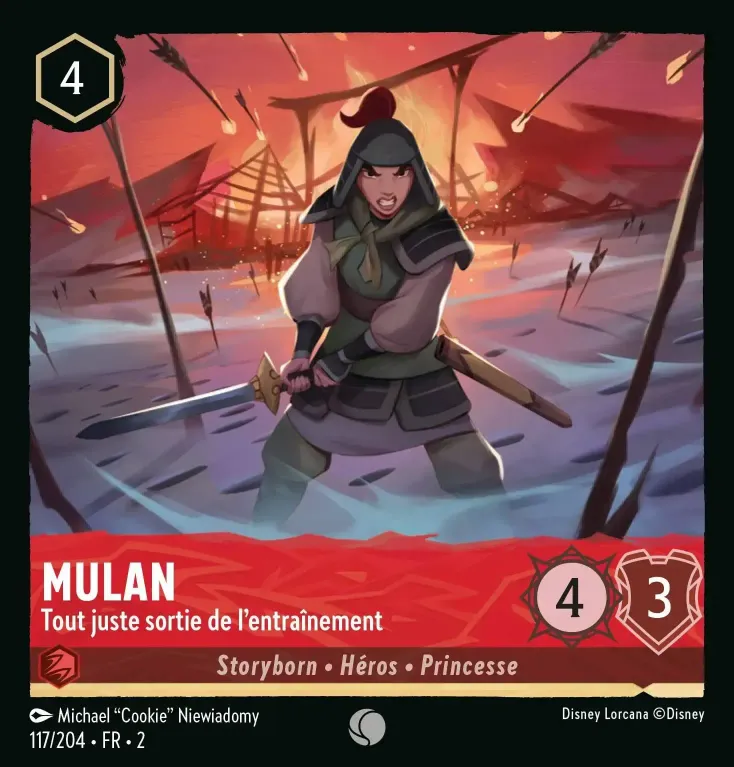 4
MULAN
Tout juste sortie de l'entraînement
4 3
Storyborn • Héros • Princesse
Michael “Cookie” Niewiadomy
Disney Lorcana ©Disney
117/204 • FR • 2